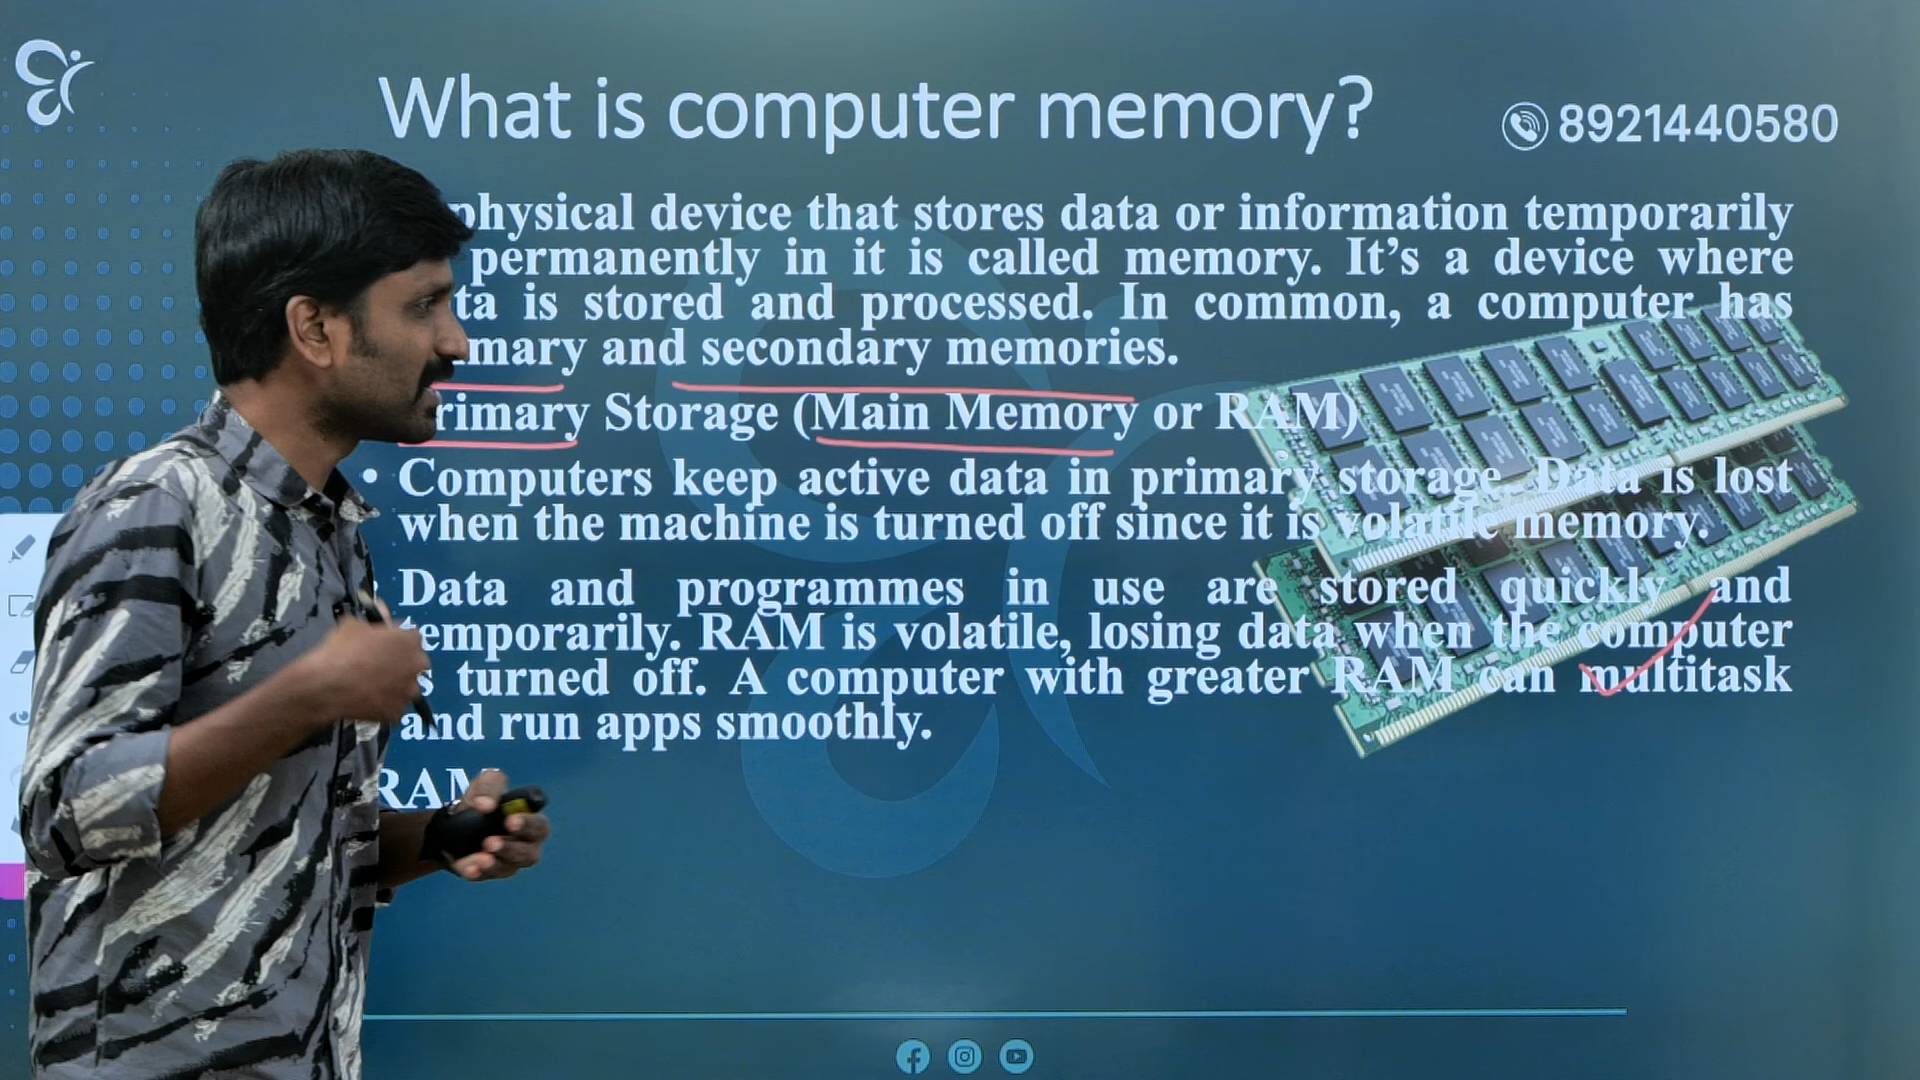 What is computer memory?
8921440580
physical device that stores data or information temporarily
permanently in it is called memory. It's a device where
is stored and processed. In common, a computer has
and secondary memories.
Primary Storage (Main Memory or RAM)
• Computers keep active data in primary storage. Data is lost
when the machine is turned off since it is volatile memory.
Data and programmes in use are stored quickly and
temporarily. RAM is volatile, losing data when the computer
turned off. A computer with greater RAM can multitask
and run apps smoothly.
RAM